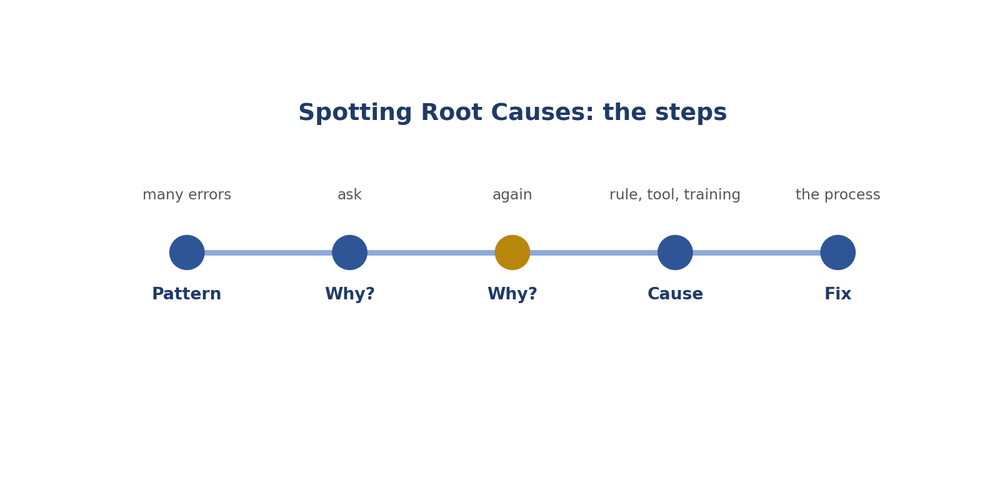 Spotting Root Causes: the steps
many errors
ask
again
rule, tool, training
the process
Pattern
Why?
Why?
Cause
Fix